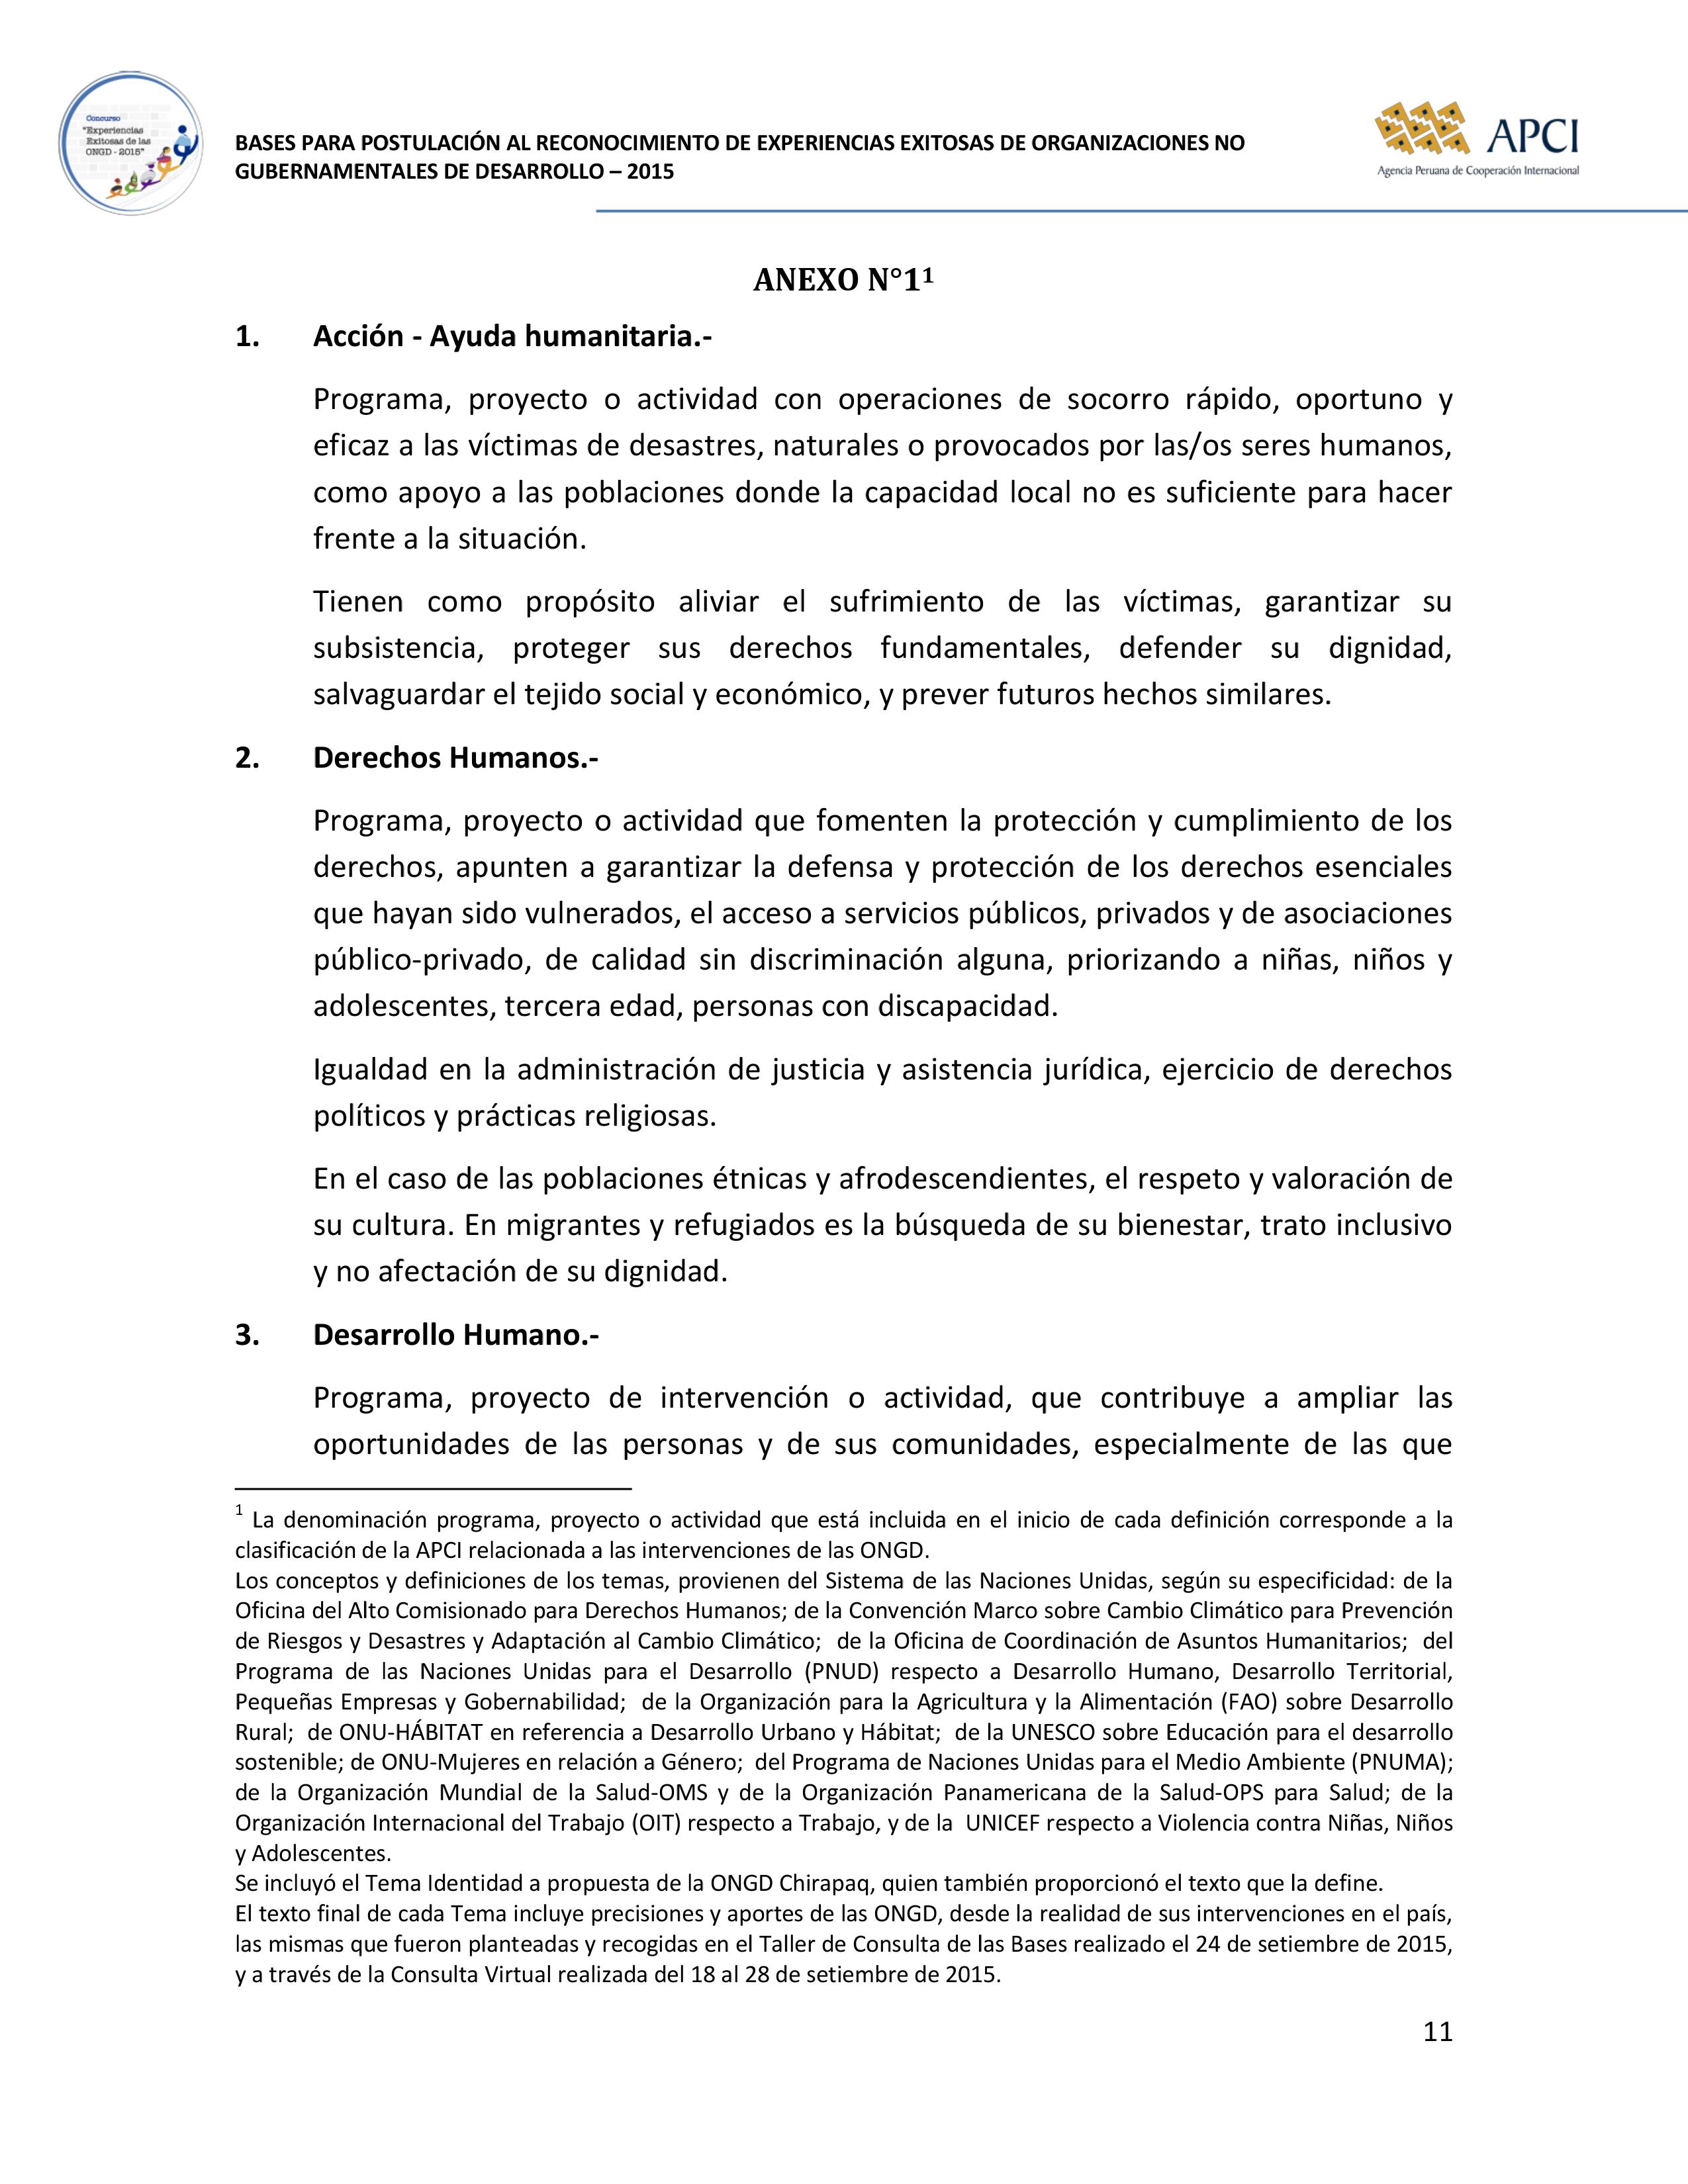 Concurso
"Experiencias
Exitosas de las
ONGD - 2015"
BASES PARA POSTULACIÓN AL RECONOCIMIENTO DE EXPERIENCIAS EXITOSAS DE ORGANIZACIONES NO
GUBERNAMENTALES DE DESARROLLO – 2015
APCI
Agencia Peruana de Cooperación Internacional
ANEXO N°1¹
1. Acción - Ayuda humanitaria.-
Programa, proyecto o actividad con operaciones de socorro rápido, oportuno y
eficaz a las víctimas de desastres, naturales o provocados por las/os seres humanos,
como apoyo a las poblaciones donde la capacidad local no es suficiente para hacer
frente a la situación.
Tienen como propósito aliviar el sufrimiento de las víctimas, garantizar su
subsistencia, proteger sus derechos fundamentales, defender su dignidad,
salvaguardar el tejido social y económico, y prever futuros hechos similares.
2. Derechos Humanos.-
Programa, proyecto o actividad que fomenten la protección y cumplimiento de los
derechos, apunten a garantizar la defensa y protección de los derechos esenciales
que hayan sido vulnerados, el acceso a servicios públicos, privados y de asociaciones
público-privado, de calidad sin discriminación alguna, priorizando a niñas, niños y
adolescentes, tercera edad, personas con discapacidad.
Igualdad en la administración de justicia y asistencia jurídica, ejercicio de derechos
políticos y prácticas religiosas.
En el caso de las poblaciones étnicas y afrodescendientes, el respeto y valoración de
su cultura. En migrantes y refugiados es la búsqueda de su bienestar, trato inclusivo
y no afectación de su dignidad.
3. Desarrollo Humano.-
Programa, proyecto de intervención o actividad, que contribuye a ampliar las
oportunidades de las personas y de sus comunidades, especialmente de las que
¹ La denominación programa, proyecto o actividad que está incluida en el inicio de cada definición corresponde a la
clasificación de la APCI relacionada a las intervenciones de las ONGD.
Los conceptos y definiciones de los temas, provienen del Sistema de las Naciones Unidas, según su especificidad: de la
Oficina del Alto Comisionado para Derechos Humanos; de la Convención Marco sobre Cambio Climático para Prevención
de Riesgos y Desastres y Adaptación al Cambio Climático; de la Oficina de Coordinación de Asuntos Humanitarios; del
Programa de las Naciones Unidas para el Desarrollo (PNUD) respecto a Desarrollo Humano, Desarrollo Territorial,
Pequeñas Empresas y Gobernabilidad; de la Organización para la Agricultura y la Alimentación (FAO) sobre Desarrollo
Rural; de ONU-HÁBITAT en referencia a Desarrollo Urbano y Hábitat; de la UNESCO sobre Educación para el desarrollo
sostenible; de ONU-Mujeres en relación a Género; del Programa de Naciones Unidas para el Medio Ambiente (PNUMA);
de la Organización Mundial de la Salud-OMS y de la Organización Panamericana de la Salud-OPS para Salud; de la
Organización Internacional del Trabajo (OIT) respecto a Trabajo, y de la UNICEF respecto a Violencia contra Niñas, Niños
y Adolescentes.
Se incluyó el Tema Identidad a propuesta de la ONGD Chirapaq, quien también proporcionó el texto que la define.
El texto final de cada Tema incluye precisiones y aportes de las ONGD, desde la realidad de sus intervenciones en el país,
las mismas que fueron planteadas y recogidas en el Taller de Consulta de las Bases realizado el 24 de setiembre de 2015,
y a través de la Consulta Virtual realizada del 18 al 28 de setiembre de 2015.
11